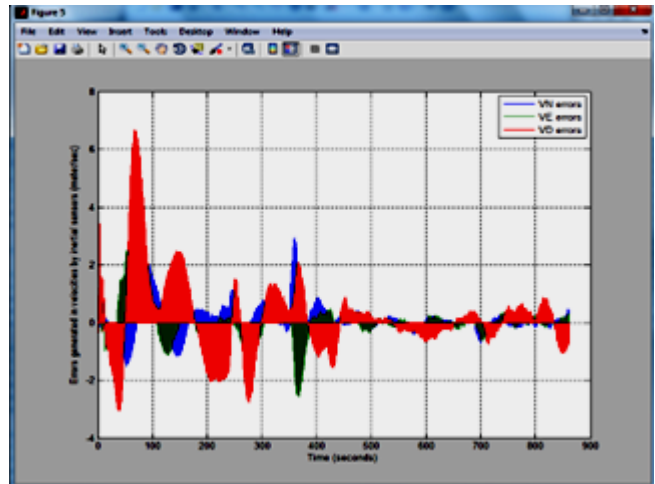 Figure 5
File Edit View Insert Tools Desktop Window Help
VN errors
VE errors
VD errors
Errors generated in velocities by inertial sensors (meter/sec)
8
6
4
2
0
-2
-4
0 100 200 300 400 500 600 700 800 900
Time (seconds)